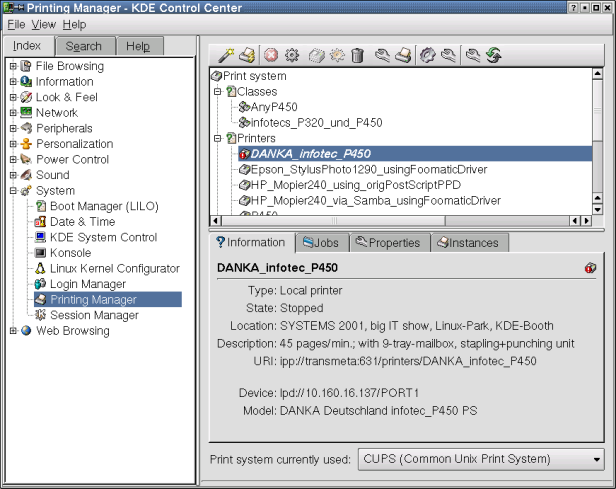 Printing Manager - KDE Control Center
File View Help
Index Search Help
File Browsing
Information
Look & Feel
Network
Peripherals
Personalization
Power Control
Sound
System
Boot Manager (LILO)
Date & Time
KDE System Control
Konsole
Linux Kernel Configurator
Login Manager
Printing Manager
Session Manager
Web Browsing
Print system
Classes
AnyP450
infotecs_P320_und_P450
Printers
DANKA_infotec_P450
Epson_StylusPhoto1290_usingFoomaticDriver
HP_Mopier240_using_origPostScriptPPD
HP_Mopier240_via_Samba_usingFoomaticDriver
P450
Information Jobs Properties Instances
DANKA_infotec_P450
Type: Local printer
State: Stopped
Location: SYSTEMS 2001, big IT show, Linux-Park, KDE-Booth
Description: 45 pages/min.; with 9-tray-mailbox, stapling+punching unit
URI: ipp://transmeta:631/printers/DANKA_infotec_P450
Device: lpd://10.160.16.137/PORT1
Model: DANKA Deutschland infotec_P450 PS
Print system currently used: CUPS (Common Unix Print System)